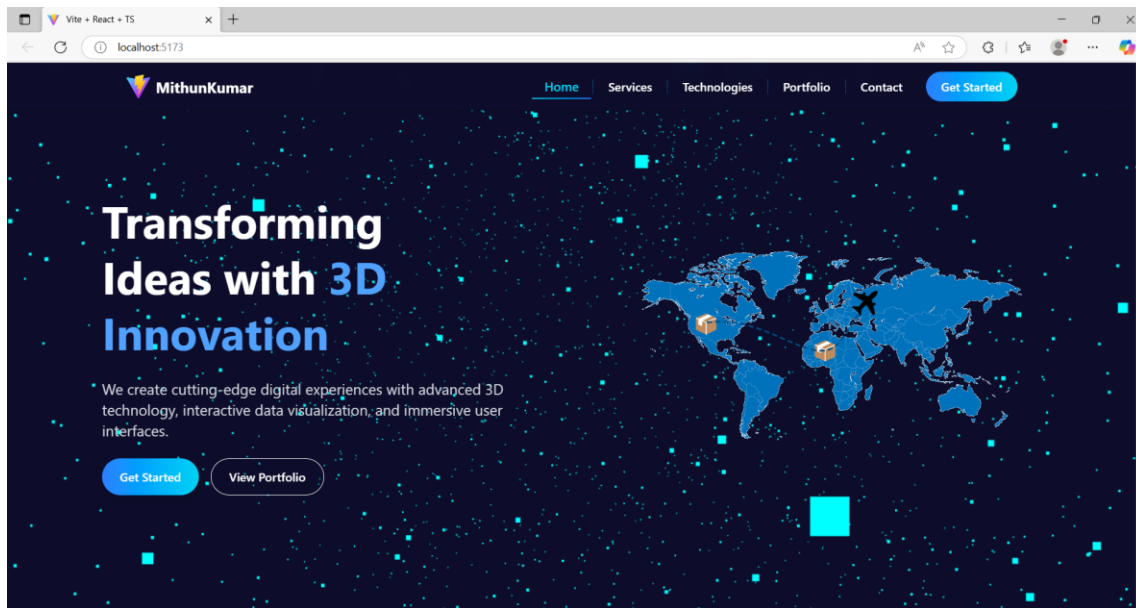 Vite + React + TS
localhost:5173
MithunKumar
Home Services Technologies Portfolio Contact Get Started
Transforming
Ideas with 3D
Innovation
We create cutting-edge digital experiences with advanced 3D
technology, interactive data visualization, and immersive user
interfaces.
Get Started View Portfolio